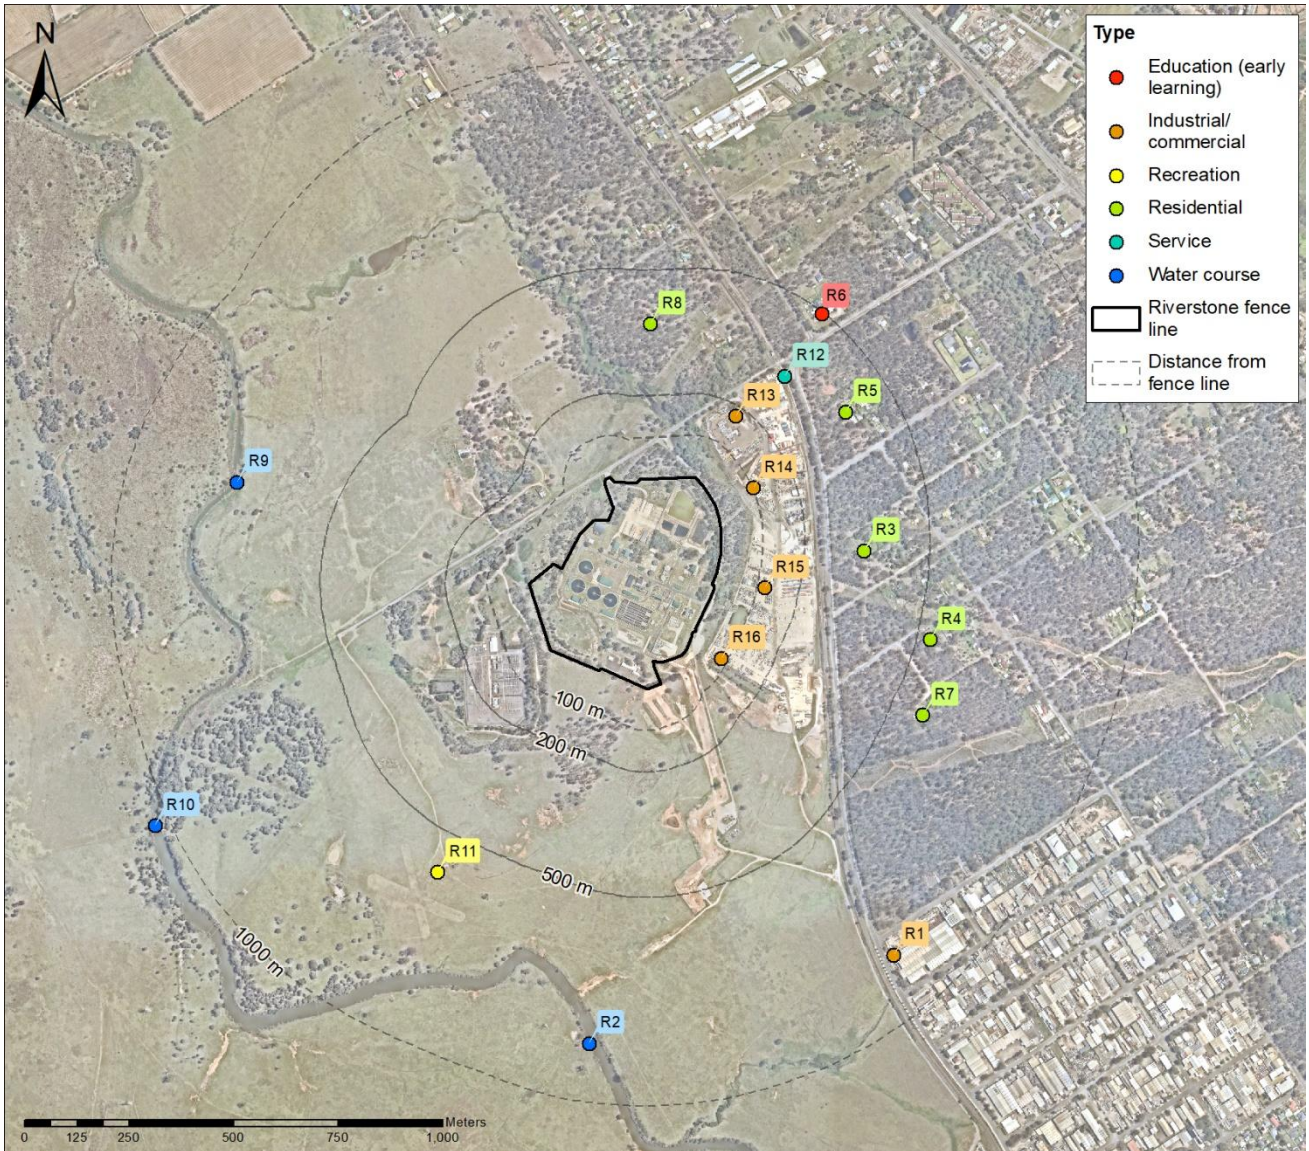 N
Type
Education (early
learning)
Industrial/
commercial
Recreation
Residential
Service
Water course
Riverstone fence
line
Distance from
fence line
R8
R6
R12
R13
R5
R9
R14
R3
R15
R4
R16
R7
100 m
200 m
R10
R11
500 m
1000 m
R1
R2
Meters
0 125 250 500 750 1,000